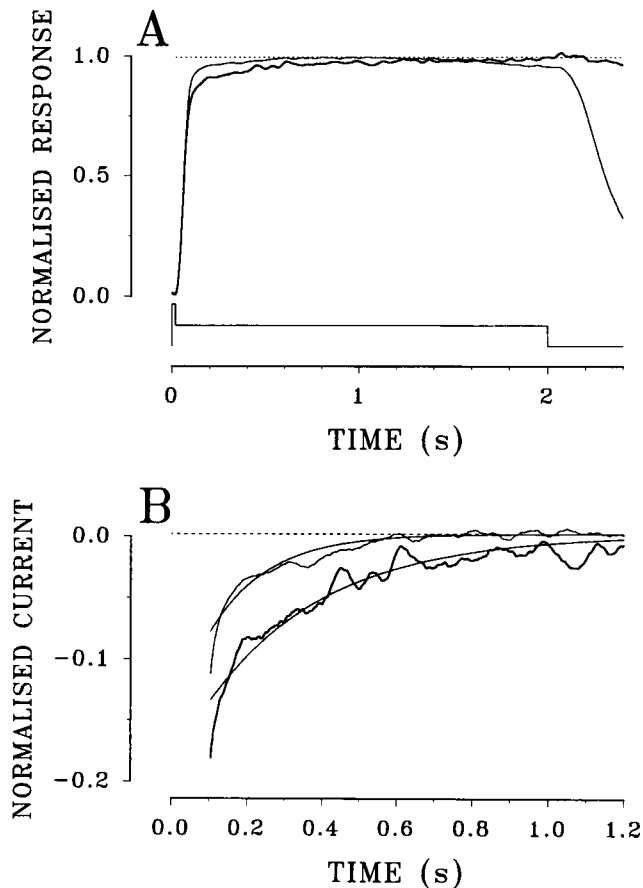 A
NORMALISED RESPONSE
1.0
0.5
0.0
0 1 2
TIME (s)
B
NORMALISED CURRENT
0.0
-0.1
-0.2
0.0 0.2 0.4 0.6 0.8 1.0 1.2
TIME (s)